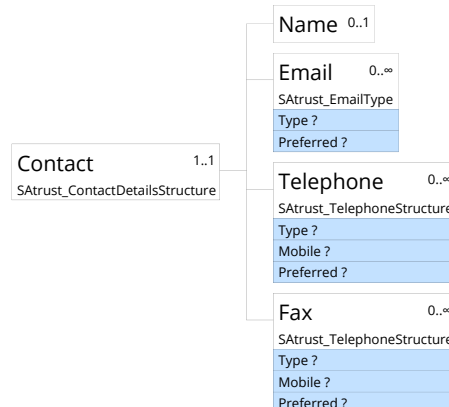 Name 0..1
Email 0..∞
SAtrust_EmailType
Type ?
Preferred ?
Contact 1..1
SAtrust_ContactDetailsStructure
Telephone 0..∞
SAtrust_TelephoneStructure
Type ?
Mobile ?
Preferred ?
Fax 0..∞
SAtrust_TelephoneStructure
Type ?
Mobile ?
Preferred ?